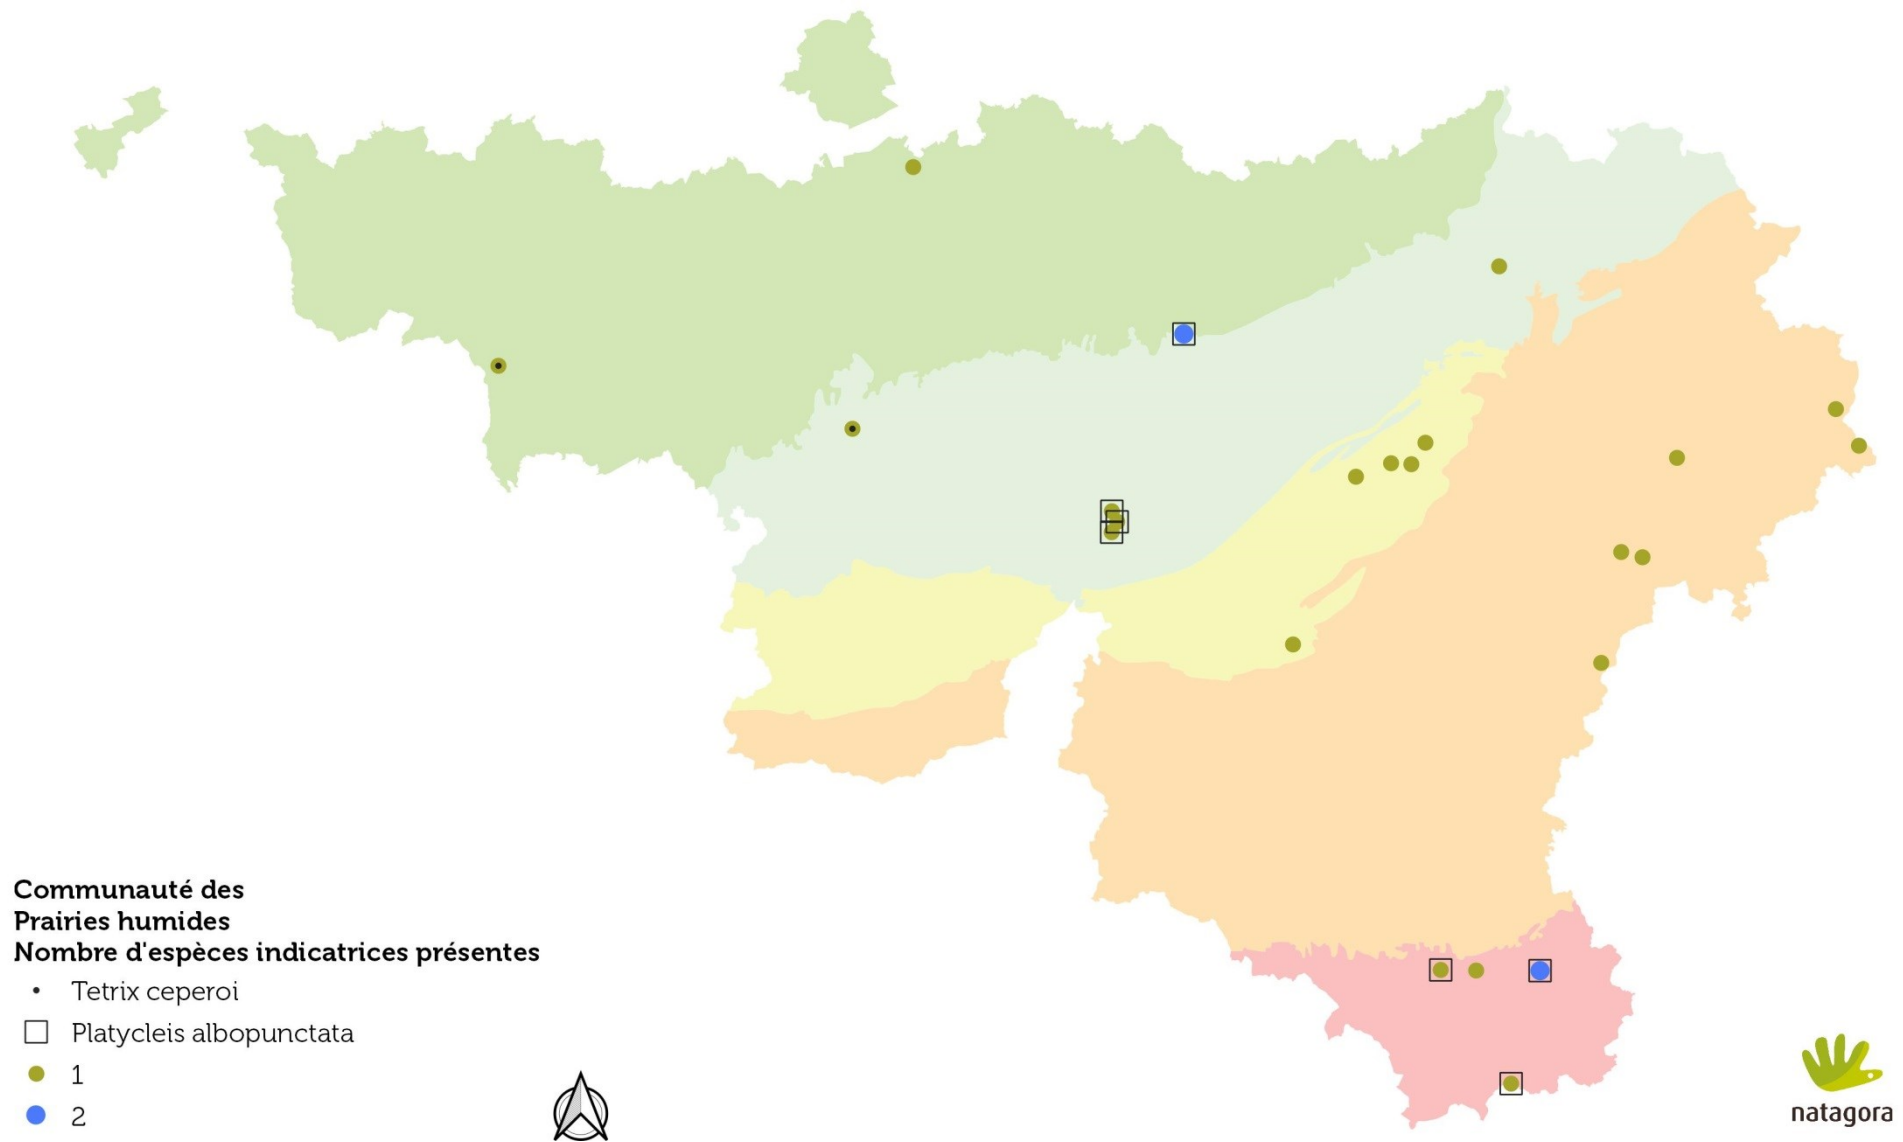 Communauté des
Prairies humides
Nombre d'espèces indicatrices présentes
Tetrix ceperoi
Platycleis albopunctata
1
2
natagora